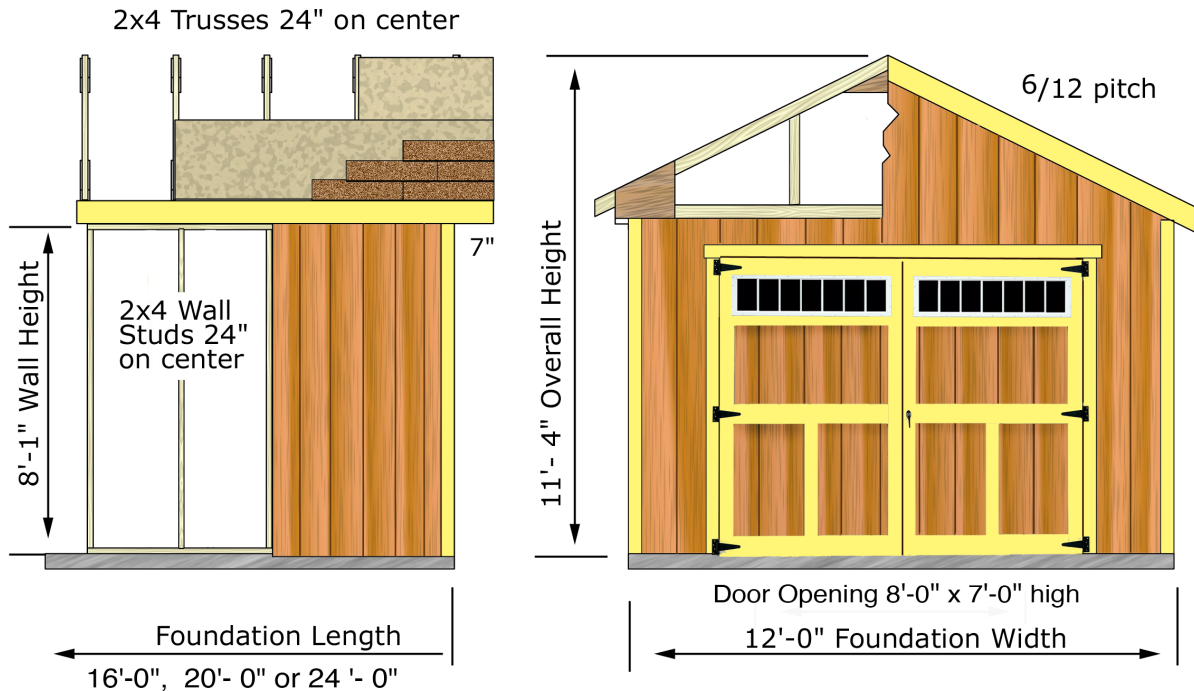 2x4 Trusses 24" on center
6/12 pitch
7"
8'-1" Wall Height
2x4 Wall
Studs 24"
on center
11'- 4" Overall Height
Door Opening 8'-0" x 7'-0" high
Foundation Length
12'-0" Foundation Width
16'-0", 20'- 0" or 24 '- 0"